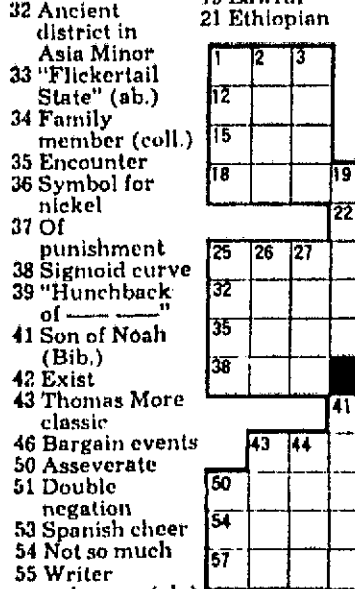 32 Ancient
district in
Asia Minor
33 "Flickertail
State" (ab.)
34 Family
member (coll.)
35 Encounter
36 Symbol for
nickel
37 Of
punishment
38 Sigmoid curve
39 "Hunchback
of —— ——"
41 Son of Noah
(Bib.)
42 Exist
43 Thomas More
classic
46 Bargain events
50 Asseverate
51 Double
negation
53 Spanish cheer
54 Not so much
55 Writer
21 Ethiopian
1 2 3
12
15
18 19
22
25 26 27
32
35
38
41
43 44
50
54
57